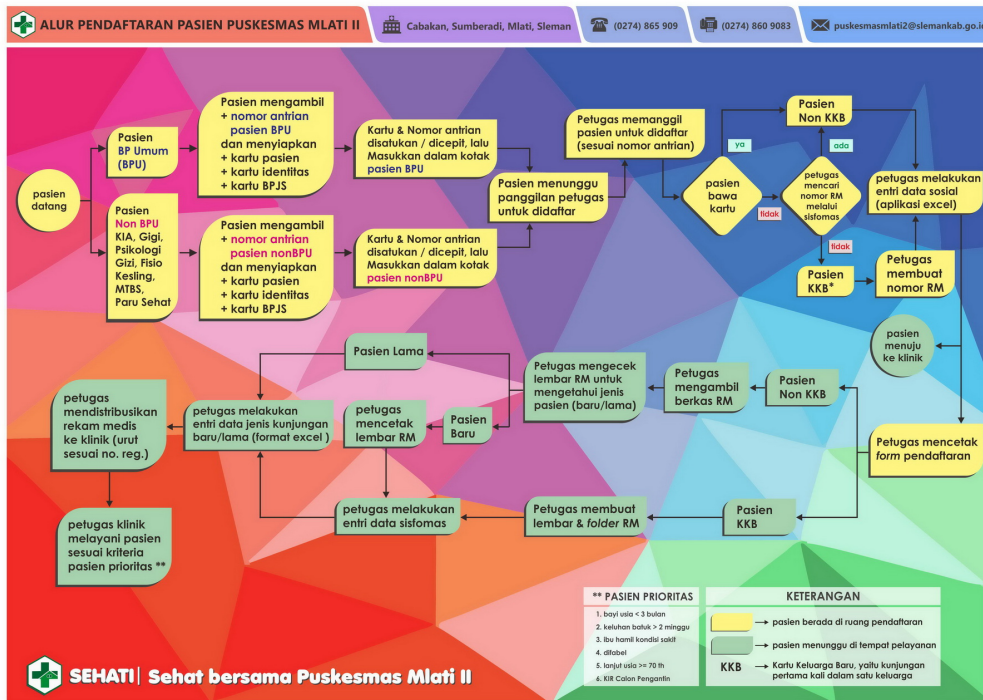 ALUR PENDAFTARAN PASIEN PUSKESMAS MLATI II
Cabakan, Sumberadi, Mlati, Sleman
(0274) 865 909
(0274) 860 9083
puskesmasmlati2@slemankab.go.i
pasien
datang
Pasien
BP Umum
(BPU)
Pasien
Non BPU
KIA, Gigi,
Psikologi
Gizi, Fisio
Kesling,
MTBS,
Paru Sehat
Pasien mengambil
+ nomor antrian
pasien BPU
dan menyiapkan
+ kartu pasien
+ kartu identitas
+ kartu BPJS
Pasien mengambil
+ nomor antrian
pasien nonBPU
dan menyiapkan
+ kartu pasien
+ kartu identitas
+ kartu BPJS
Kartu & Nomor antrian
disatukan / dicepit, lalu
Masukkan dalam kotak
pasien BPU
Kartu & Nomor antrian
disatukan / dicepit, lalu
Masukkan dalam kotak
pasien nonBPU
Pasien menunggu
panggilan petugas
untuk didaftar
Petugas memanggil
pasien untuk didaftar
(sesuai nomor antrian)
pasien
bawa
kartu
ya
tidak
Pasien
Non KKB
ada
petugas
mencari
nomor RM
melalui
sisfomas
tidak
Pasien
KKB*
Petugas
membuat
nomor RM
petugas melakukan
entri data sosial
(aplikasi excel)
pasien
menuju
ke klinik
Petugas mencetak
form pendaftaran
Pasien
Non KKB
Petugas
mengambil
berkas RM
Petugas mengecek
lembar RM untuk
mengetahui jenis
pasien (baru/lama)
Pasien Lama
Pasien
Baru
petugas
mencetak
lembar RM
petugas melakukan
entri data jenis kunjungan
baru/lama (format excel )
petugas
mendistribusikan
rekam medis
ke klinik (urut
sesuai no. reg.)
petugas klinik
melayani pasien
sesuai kriteria
pasien prioritas **
Pasien
KKB
Petugas membuat
lembar & folder RM
petugas melakukan
entri data sisfomas
** PASIEN PRIORITAS
1. bayi usia < 3 bulan
2. keluhan batuk > 2 minggu
3. ibu hamil kondisi sakit
4. difabel
5. lanjut usia >= 70 th
6. KIR Calon Pengantin
KETERANGAN
pasien berada di ruang pendaftaran
pasien menunggu di tempat pelayanan
KKB Kartu Keluarga Baru, yaitu kunjungan
pertama kali dalam satu keluarga
SEHATI| Sehat bersama Puskesmas Mlati II